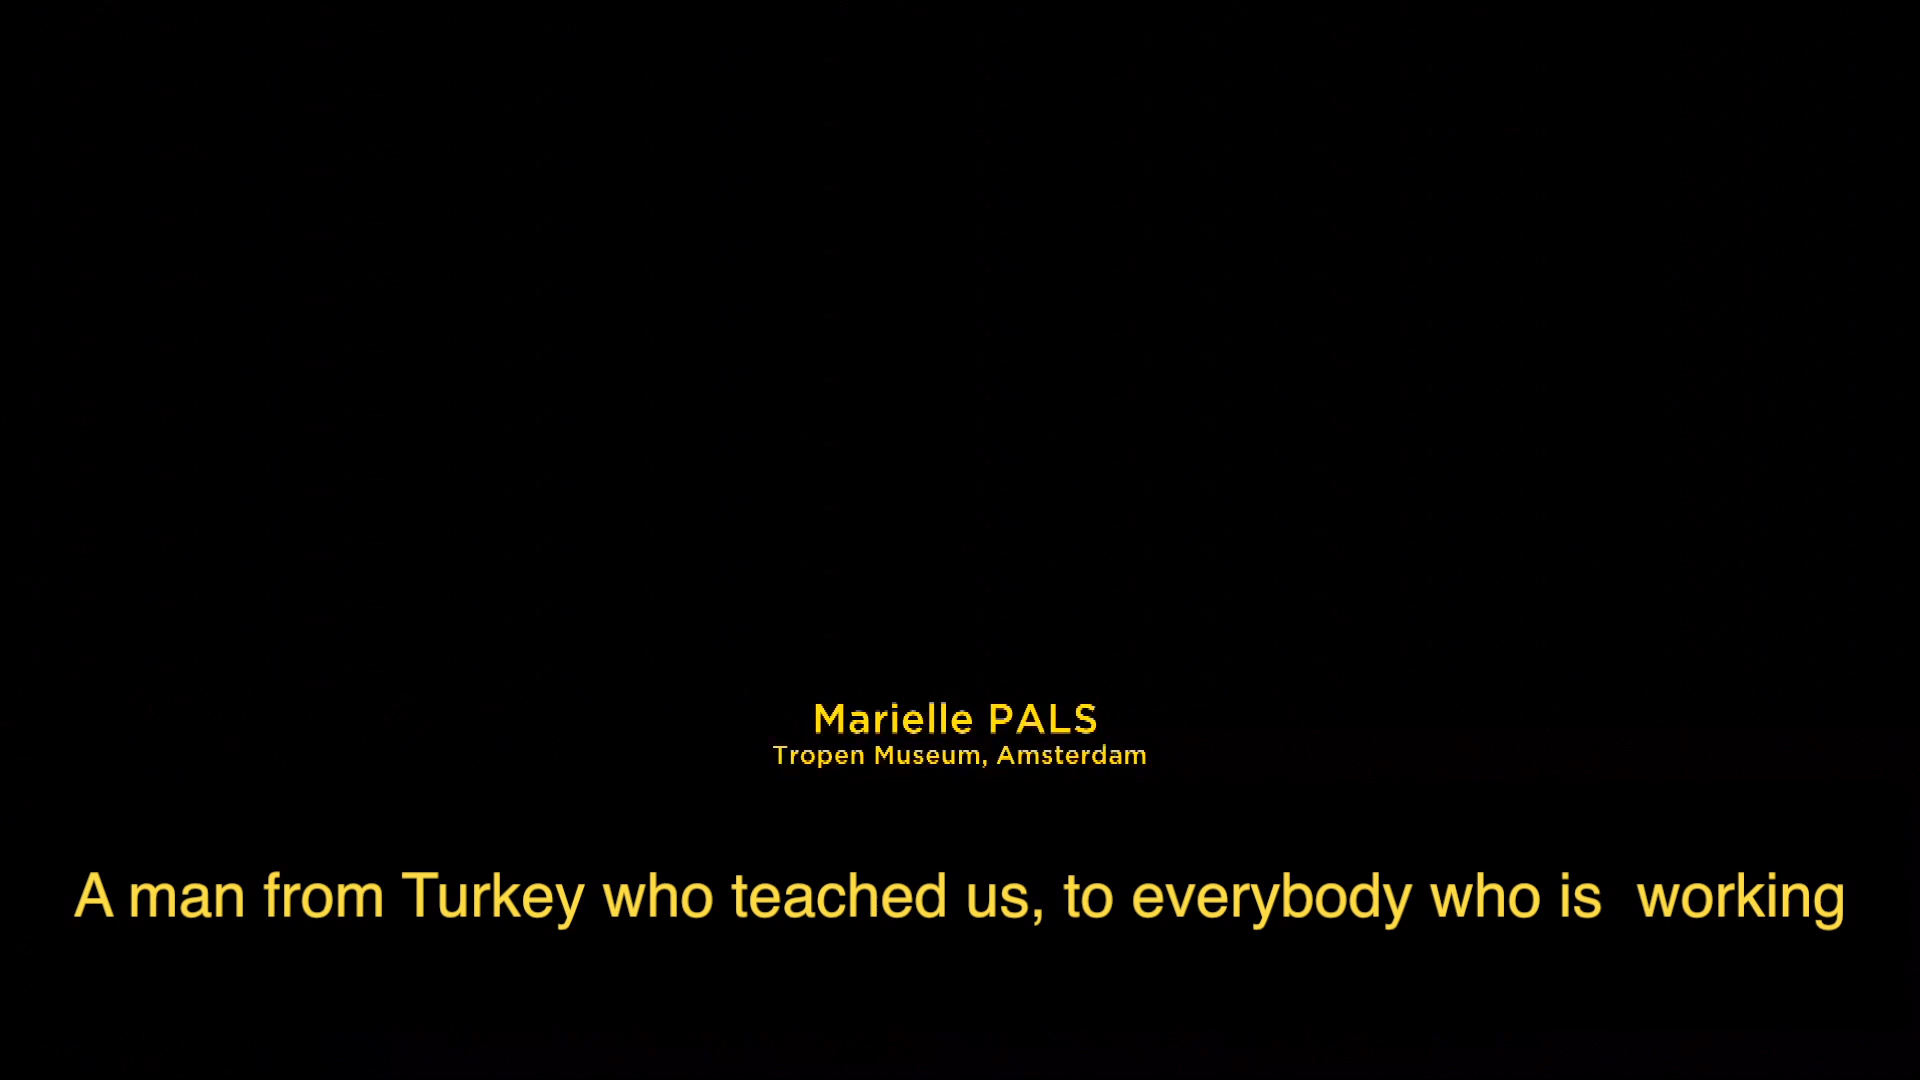 Marielle PALS
Tropen Museum, Amsterdam
A man from Turkey who teached us, to everybody who is  working